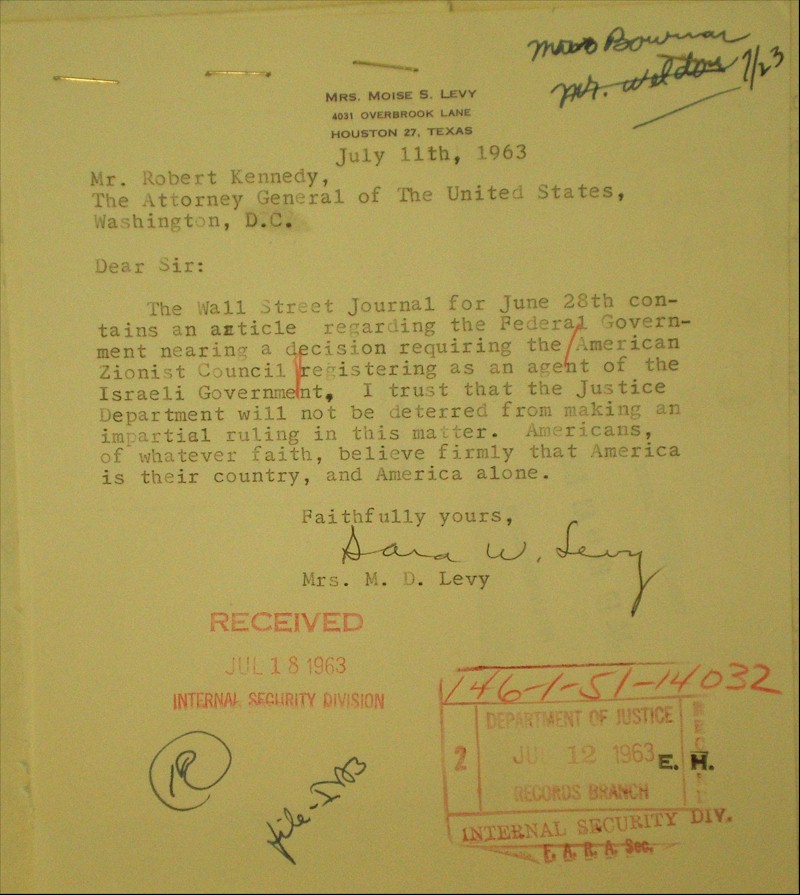 Miss Bowman
Mr. Weldon 7/23
MRS. MOISE S. LEVY
4031 OVERBROOK LANE
HOUSTON 27, TEXAS
July 11th, 1963
Mr. Robert Kennedy,
The Attorney General of The United States,
Washington, D.C.
Dear Sir:
The Wall Street Journal for June 28th con-
tains an article regarding the Federal Govern-
ment nearing a decision requiring the American
Zionist Council registering as an agent of the
Israeli Government, I trust that the Justice
Department will not be deterred from making an
impartial ruling in this matter. Americans,
of whatever faith, believe firmly that America
is their country, and America alone.
Faithfully yours,
Sara W. Levy
Mrs. M. D. Levy
RECEIVED
JUL 18 1963
INTERNAL SECURITY DIVISION
146-1-51-14032
DEPARTMENT OF JUSTICE
2 JUL 12 1963 E. H.
RECORDS BRANCH
INTERNAL SECURITY DIV.
F. A. R. A. Sec.
R
file-